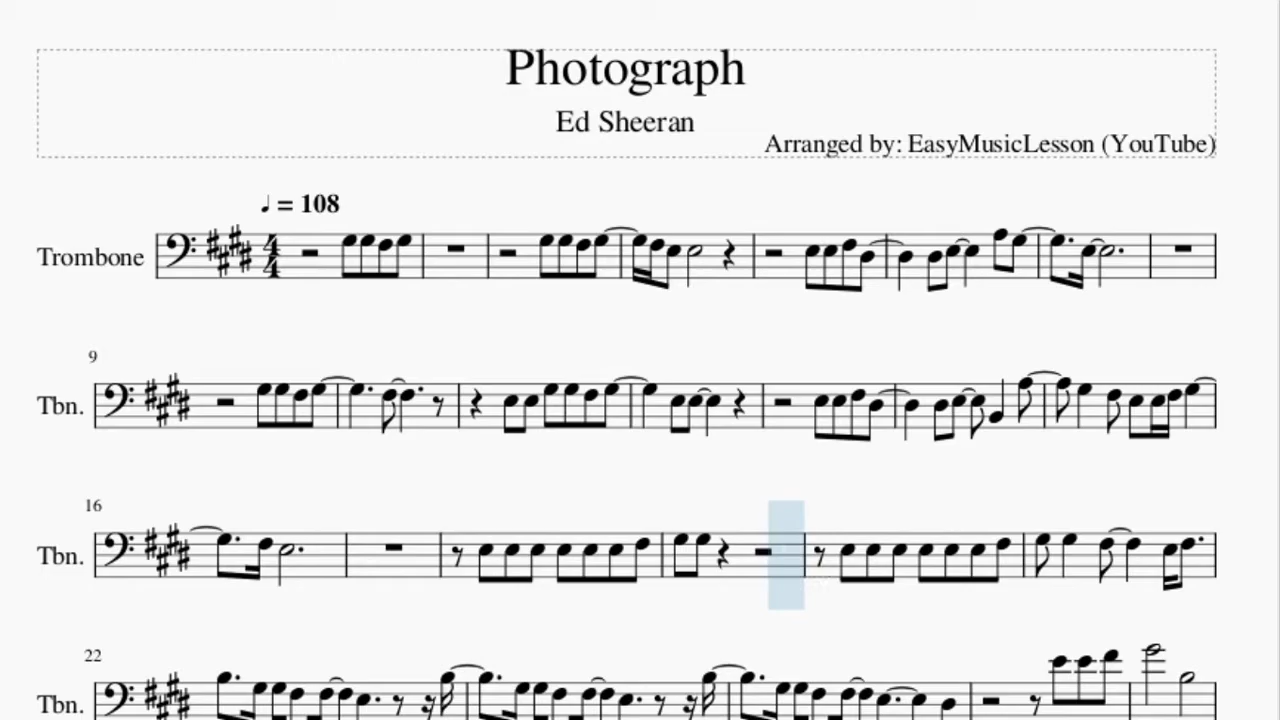 Photograph
Ed Sheeran
Arranged by: EasyMusicLesson (YouTube)
♩ = 108
Trombone
9
Tbn.
16
Tbn.
22
Tbn.